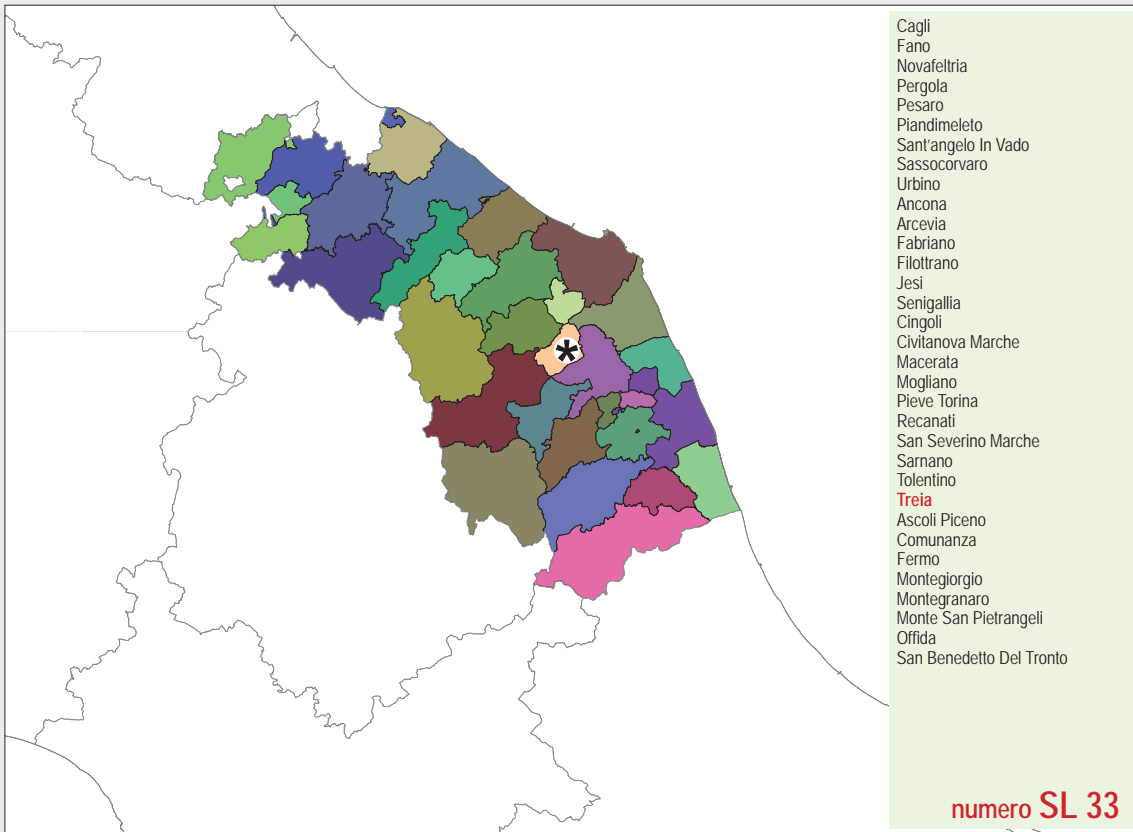 Cagli
Fano
Novafeltria
Pergola
Pesaro
Piandimeleto
Sant'angelo In Vado
Sassocorvaro
Urbino
Ancona
Arcevia
Fabriano
Filottrano
Jesi
Senigallia
Cingoli
Civitanova Marche
Macerata
Mogliano
Pieve Torina
Recanati
San Severino Marche
Sarnano
Tolentino
Treia
Ascoli Piceno
Comunanza
Fermo
Montegiorgio
Montegranaro
Monte San Pietrangeli
Offida
San Benedetto Del Tronto
numero SL 33